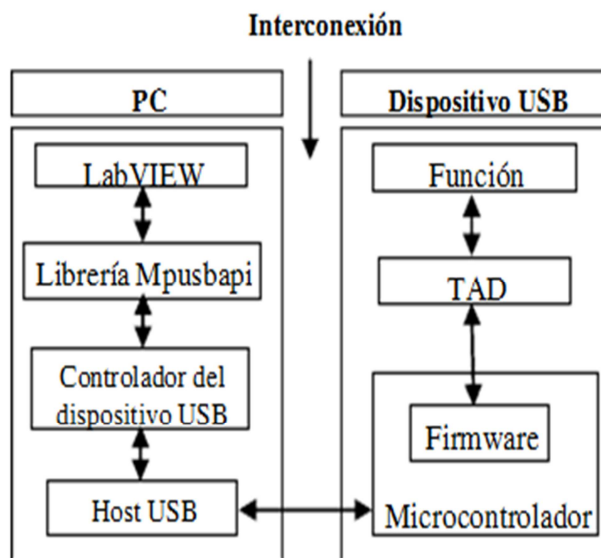 Interconexión
PC
LabVIEW
Librería Mpusbapi
Controlador del
dispositivo USB
Host USB
Dispositivo USB
Función
TAD
Firmware
Microcontrolador